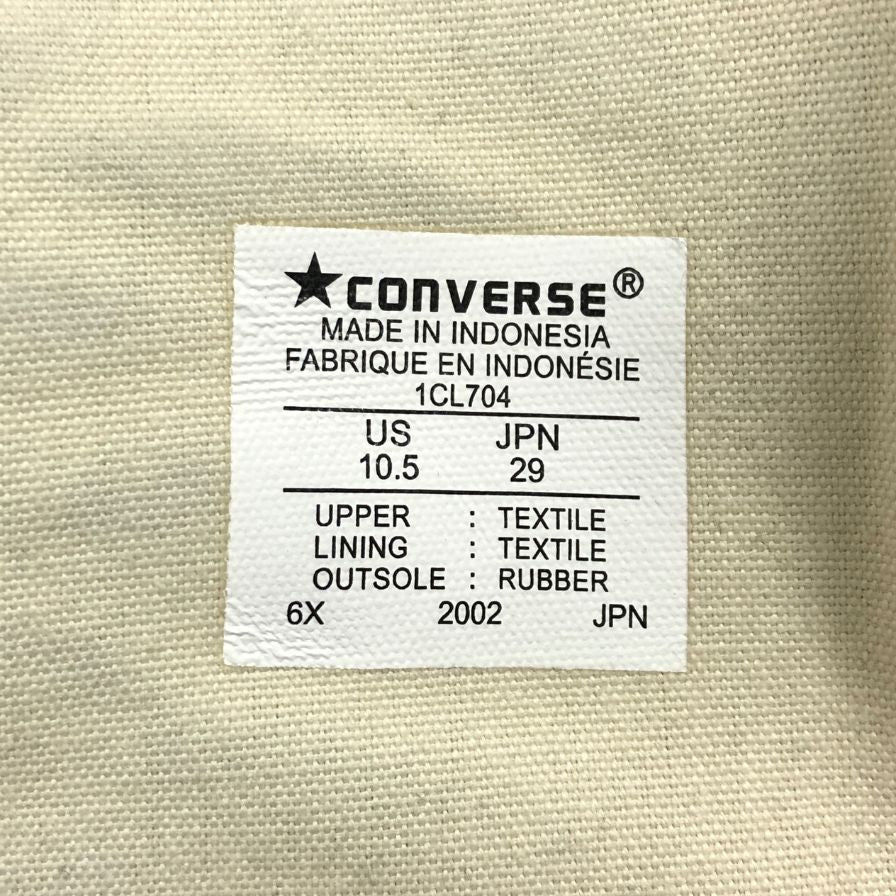 ★CONVERSE®
MADE IN INDONESIA
FABRIQUE EN INDONÉSIE
1CL704
US JPN
10.5 29
UPPER : TEXTILE
LINING : TEXTILE
OUTSOLE : RUBBER
6X 2002 JPN